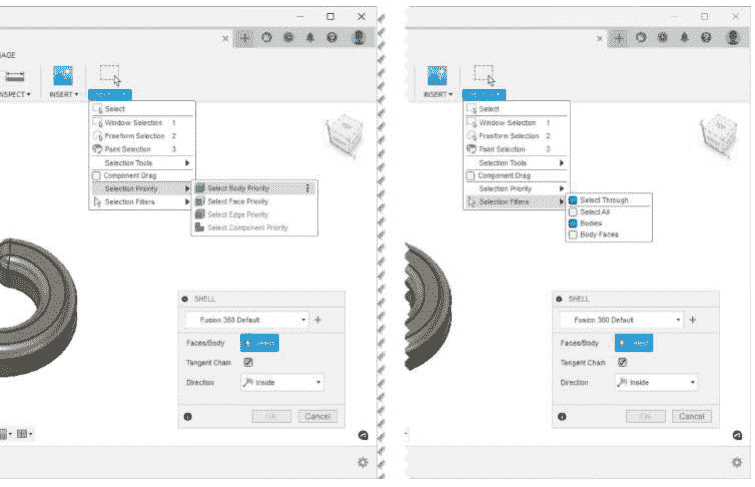 AGE
NSPECT▾
INSERT▾
Select
Window Selection 1
Freeform Selection 2
Paint Selection 3
Selection Tools
Component Drag
Selection Priority
Selection Filters
Select Body Priority
Select Face Priority
Select Edge Priority
Select Component Priority
SHELL
Fusion 360 Default
Faces/Body
Select
Tangent Chain
Direction
Inside
OK
Cancel
INSERT▾
Select
Window Selection 1
Freeform Selection 2
Paint Selection 3
Selection Tools
Component Drag
Selection Priority
Selection Filters
Select Through
Select All
Bodies
Body Faces
SHELL
Fusion 360 Default
Faces/Body
Select
Tangent Chain
Direction
Inside
OK
Cancel